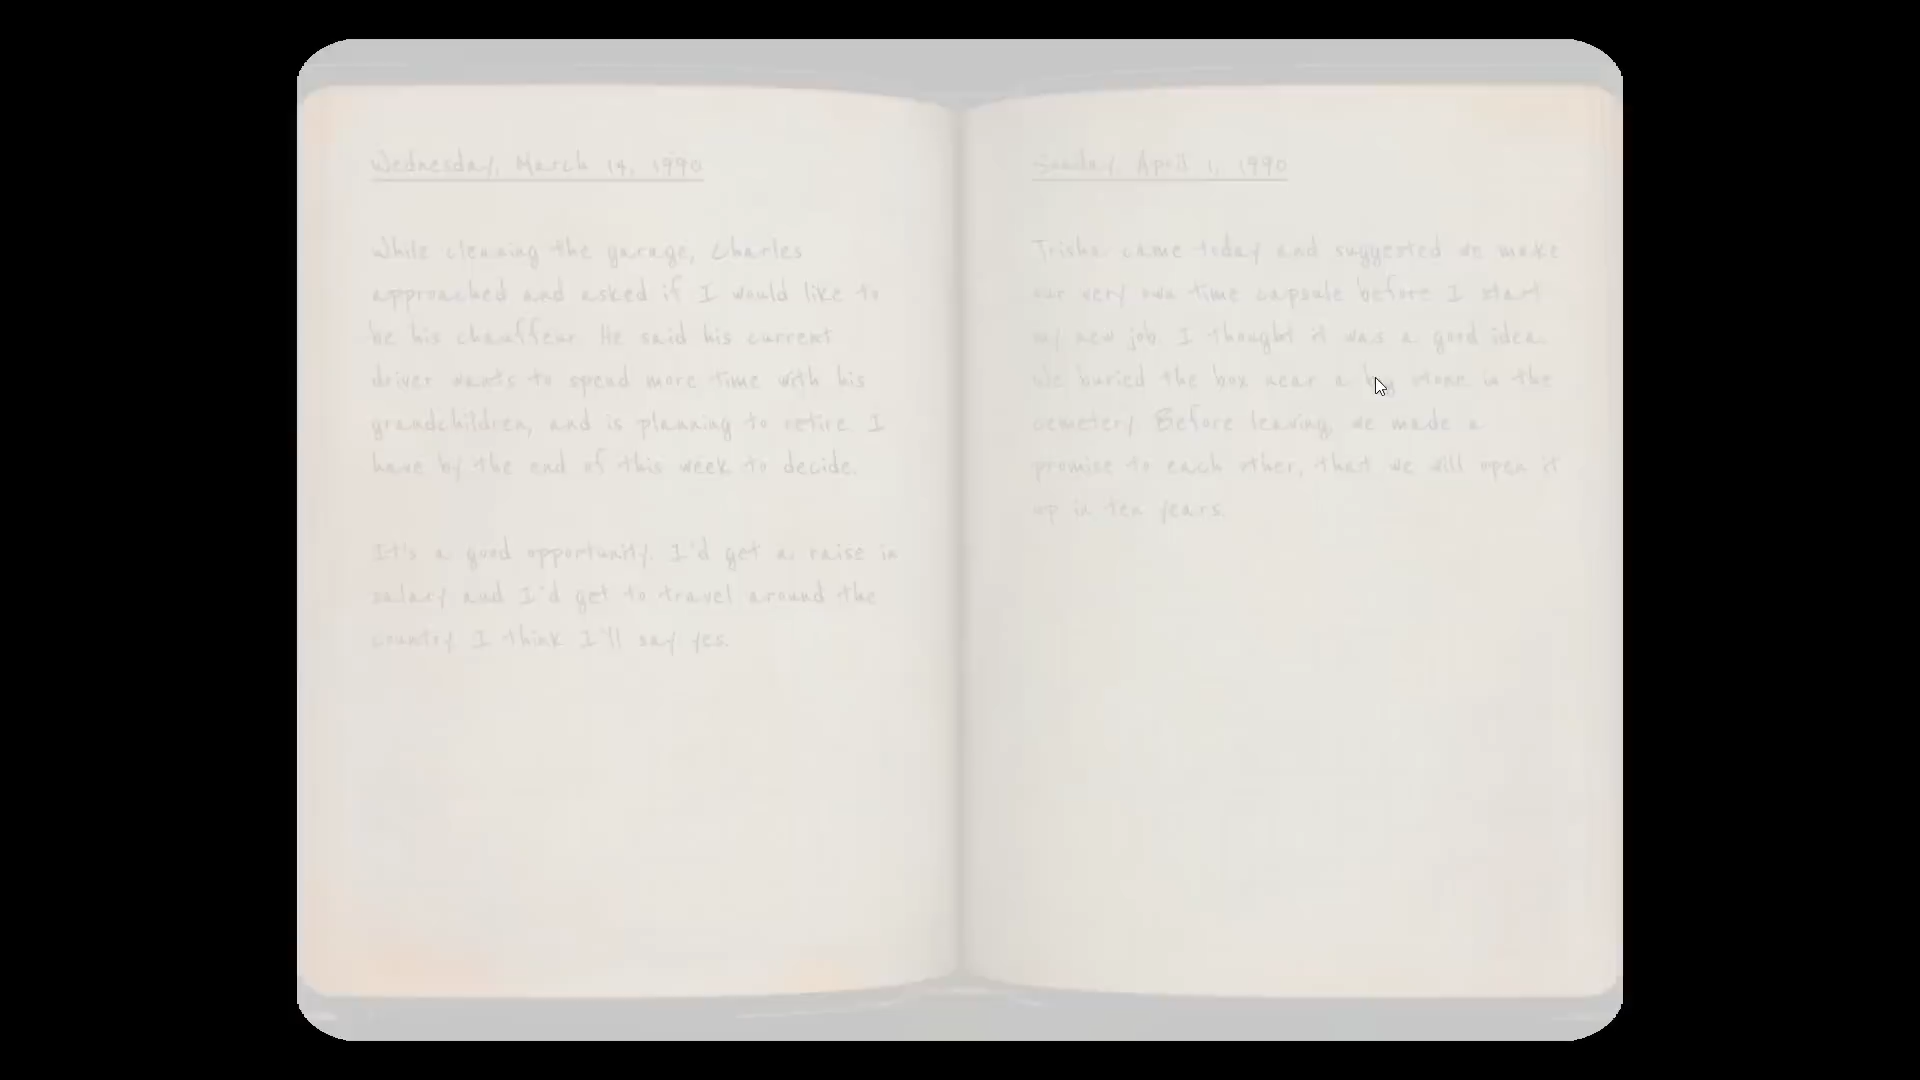 Wednesday, March 14, 1990
While cleaning the garage, Charles
approached and asked if I would like to
be his chauffeur. He said his current
driver wants to spend more time with his
grandchildren, and is planning to retire. I
have by the end of this week to decide.
It's a good opportunity. I'd get a raise in
salary and I'd get to travel around the
country. I think I'll say yes.
Sunday, April 1, 1990
Trisha came today and suggested we make
our very own time capsule before I start
my new job. I thought it was a good idea.
We buried the box near a big stone in the
cemetery. Before leaving, we made a
promise to each other, that we will open it
up in ten years.